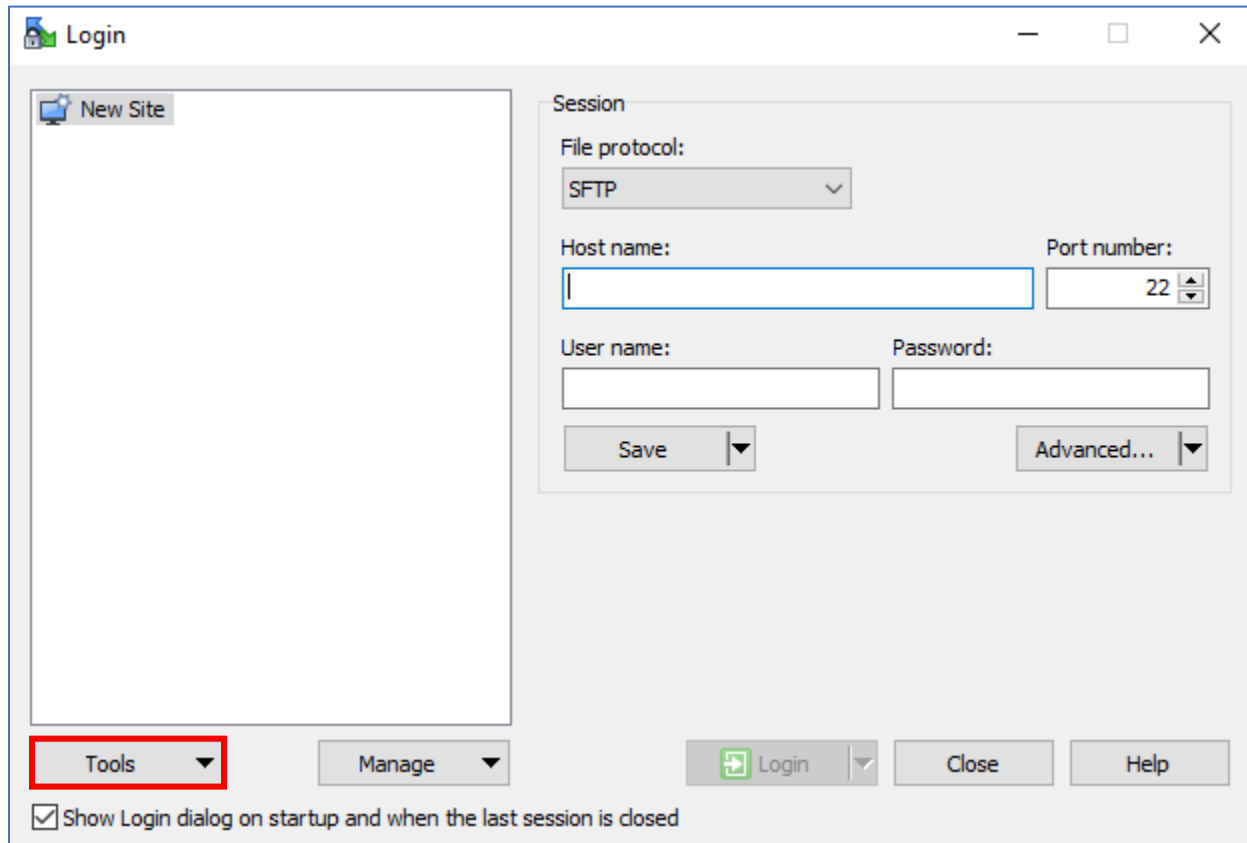 Login
New Site
Session
File protocol:
SFTP
Host name: Port number:
22
User name: Password:
Save Advanced...
Tools Manage Login Close Help
Show Login dialog on startup and when the last session is closed